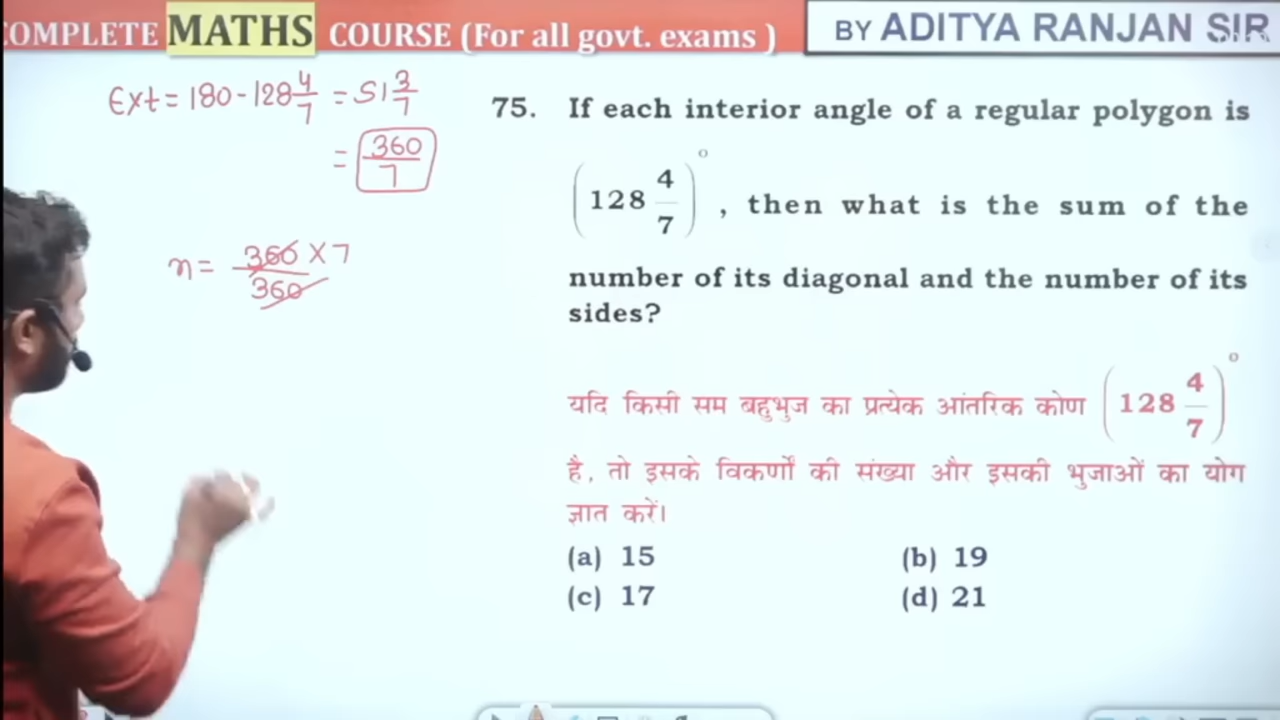 COMPLETE MATHS COURSE (For all govt. exams )
BY ADITYA RANJAN SIR
Ext = 180 - 128 4/7 = 51 3/7
= 360/7
n = 360 × 7 / 360
75. If each interior angle of a regular polygon is
(128 4/7)°, then what is the sum of the
number of its diagonal and the number of its
sides?
यदि किसी सम बहुभुज का प्रत्येक आंतरिक कोण (128 4/7)°
है, तो इसके विकर्णों की संख्या और इसकी भुजाओं का योग
ज्ञात करें।
(a) 15 (b) 19
(c) 17 (d) 21